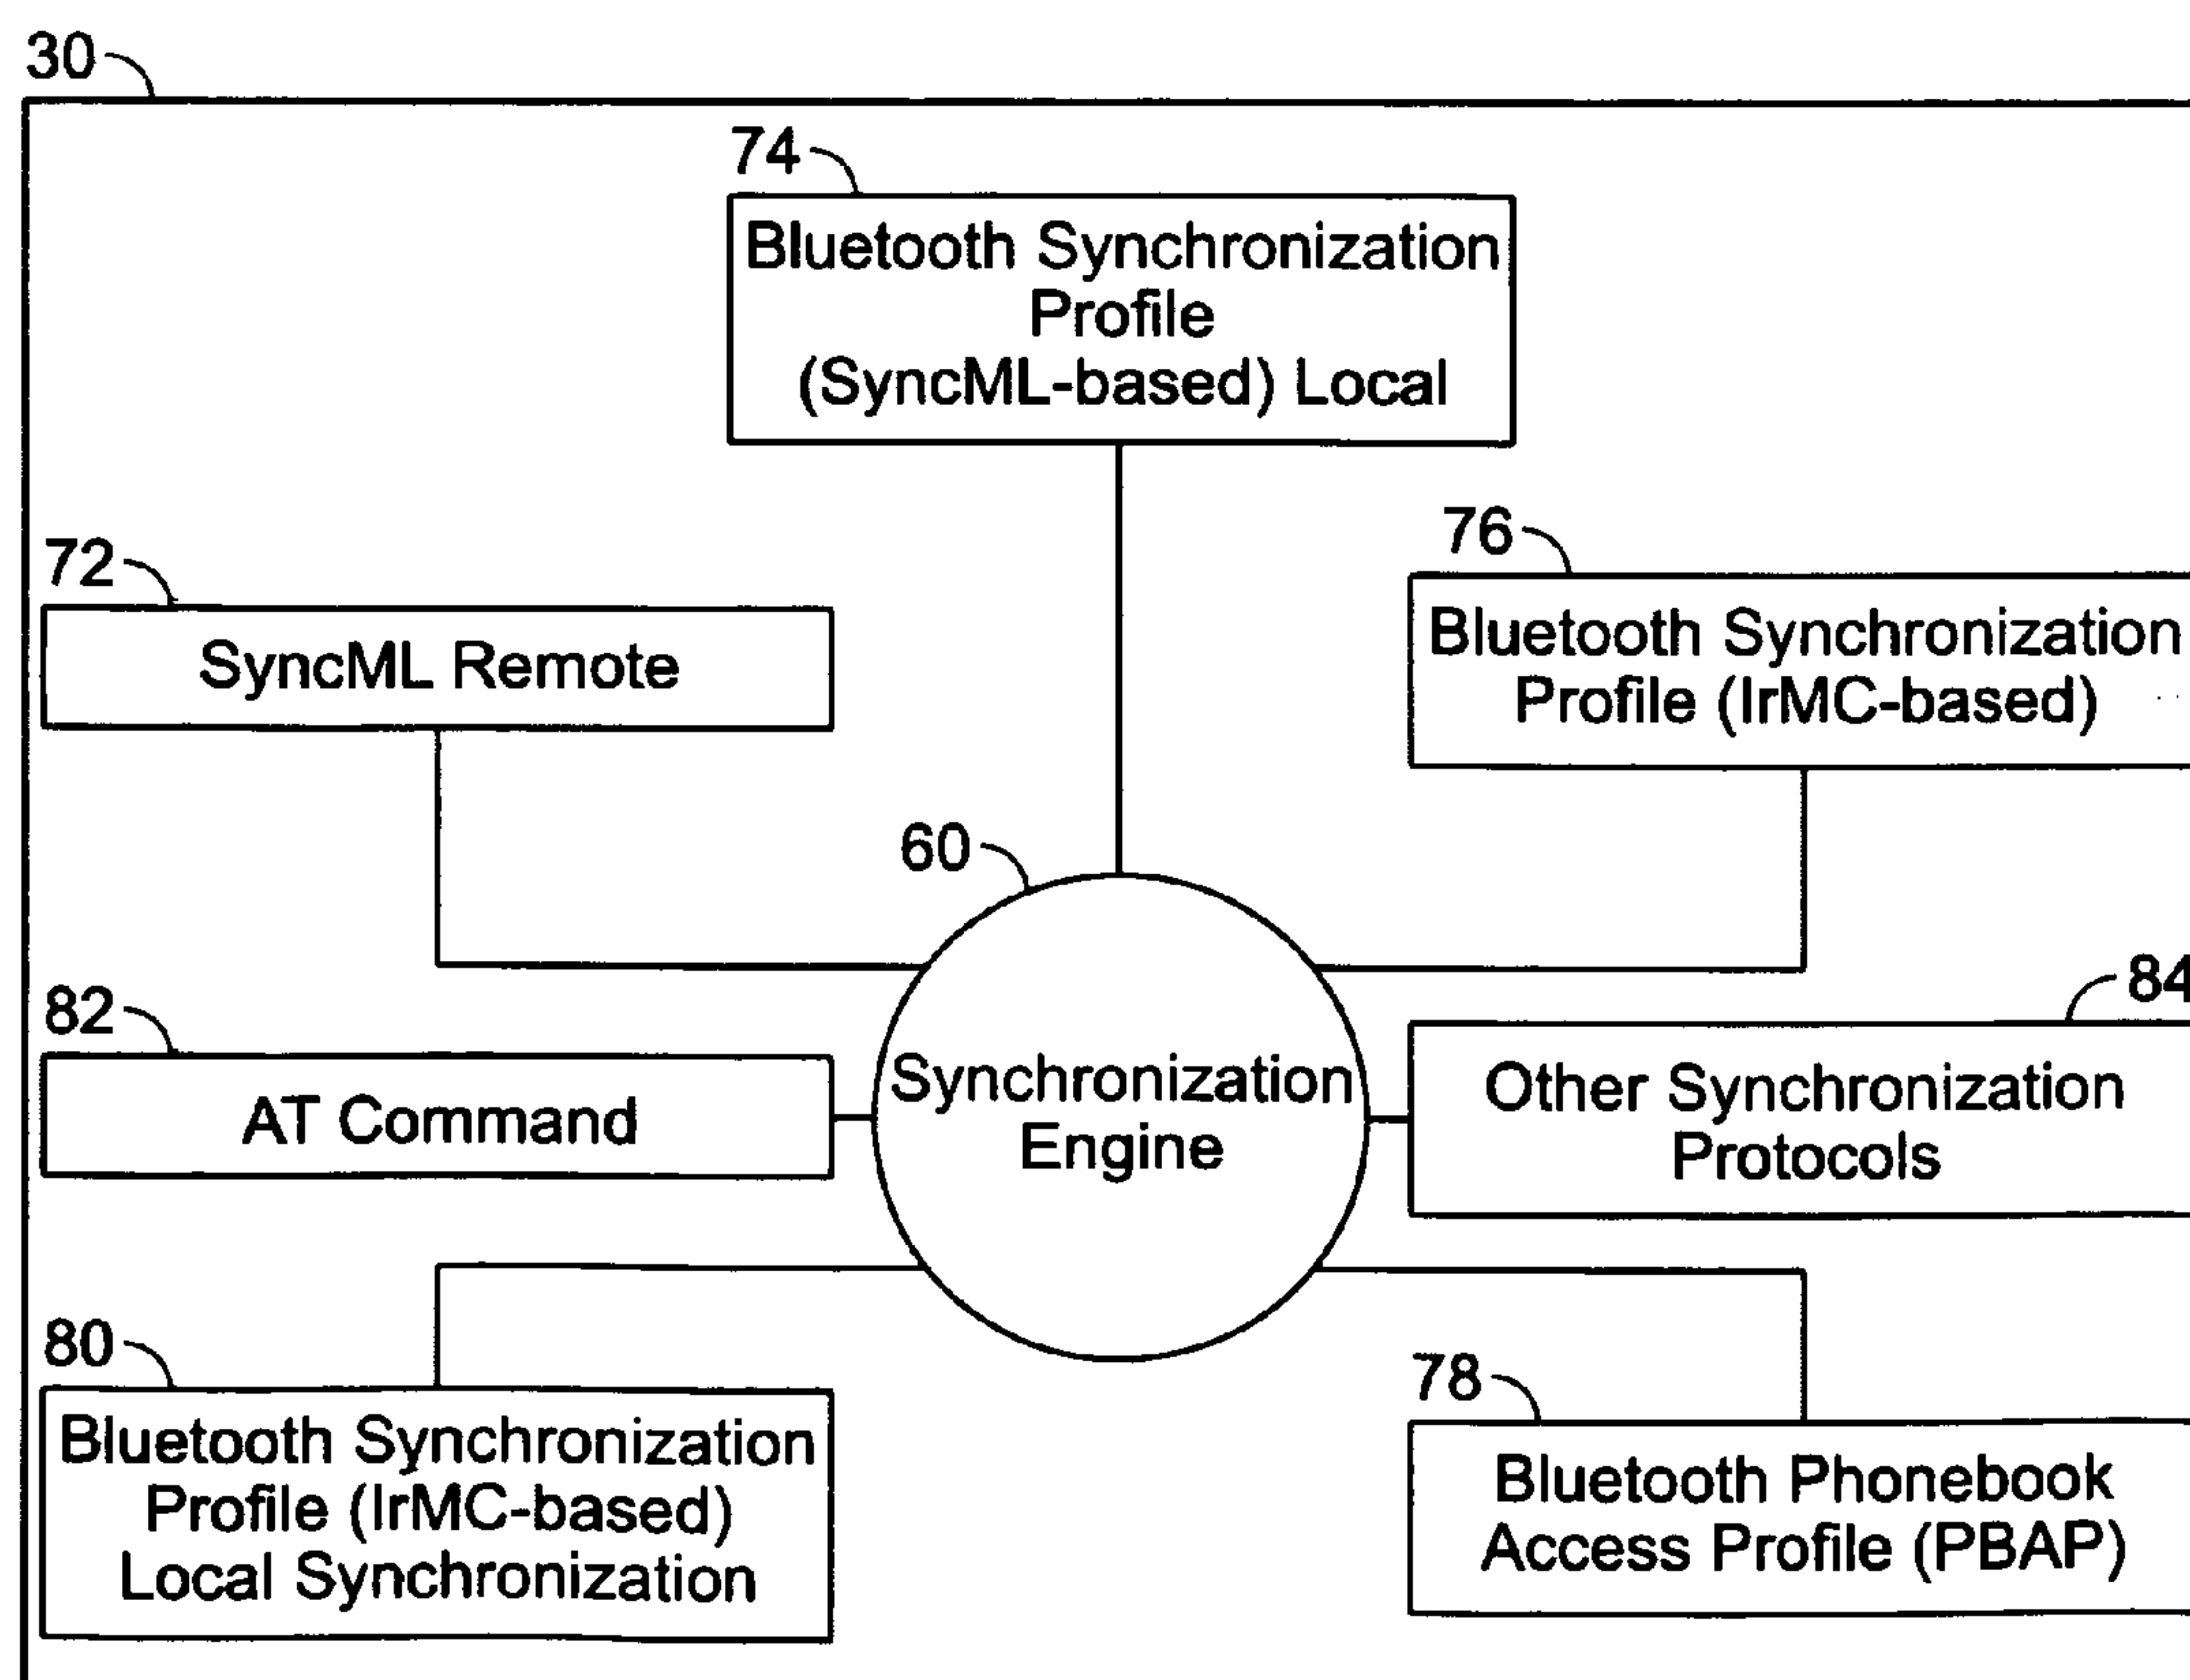 30
74
Bluetooth Synchronization
Profile
(SyncML-based) Local
72
SyncML Remote
76
Bluetooth Synchronization
Profile (IrMC-based)
60
Synchronization
Engine
82
AT Command
84
Other Synchronization
Protocols
80
Bluetooth Synchronization
Profile (IrMC-based)
Local Synchronization
78
Bluetooth Phonebook
Access Profile (PBAP)